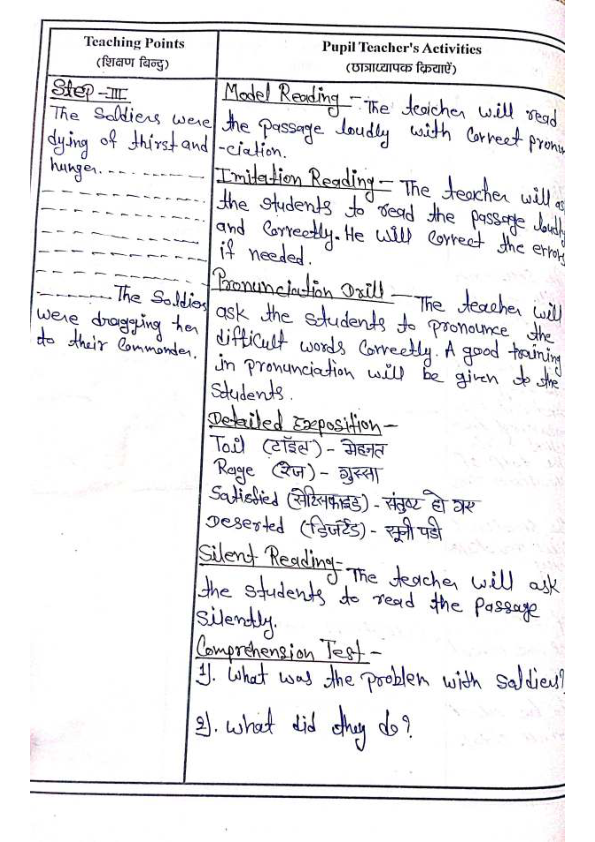 Teaching Points
(शिक्षण बिन्दु)
Pupil Teacher's Activities
(छात्राध्यापक क्रियाऐं)
Step-III
The Soldiers were
dying of thirst and
hunger.
The Soldiers
were dragging her
to their Commander.
Model Reading - The teacher will read
the passage loudly with correct pronun
-ciation.
Imitation Reading - The teacher will as
the students to read the passage loudly
and Correctly. He will Correct the errors
if needed.
Pronunciation Drill - The teacher will
ask the students to pronounce the
difficult words Correctly. A good training
in pronunciation will be given to the
Students.
Detailed Exeposition -
Toil (टॉइल) - मेहनत
Rage (रेज) - गुस्सा
Satisfied (सेटिसफाइड) - संतुष्ट हो गए
Deserted (डिजर्टेड) - सूनी पडी
Silent Reading - The teacher will ask
the students to read the passage
Silently.
Comprehension Test -
1). What was the problem with Soldiers?
2). What did they do?